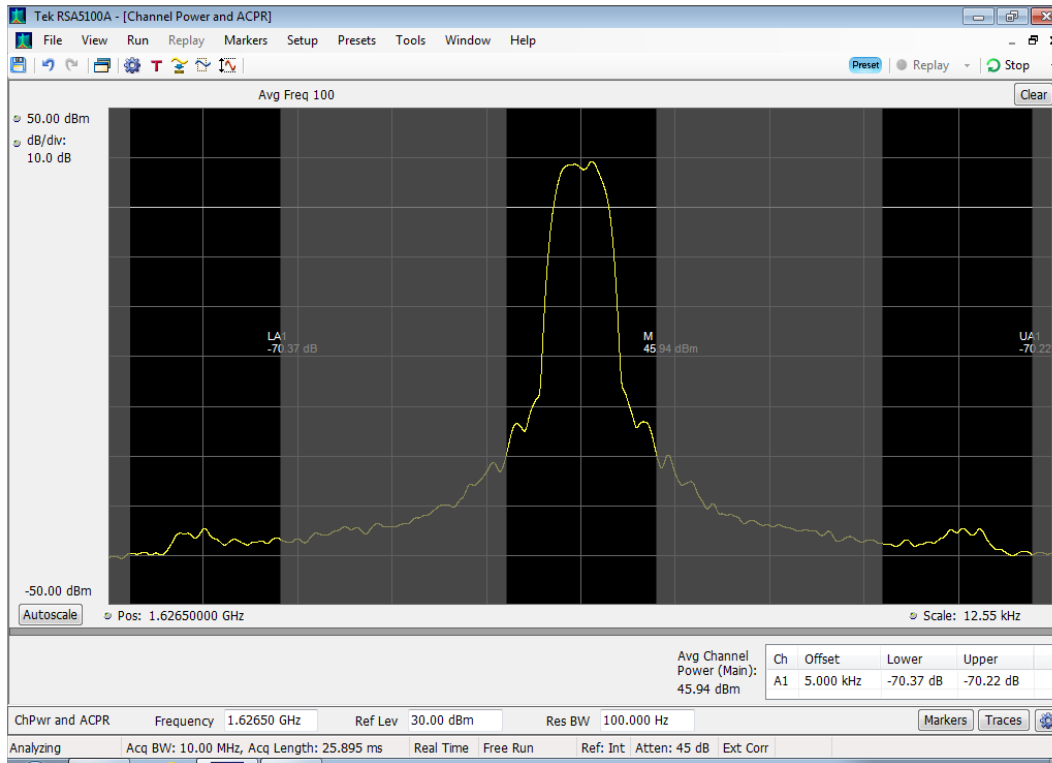 Tek RSA5100A - [Channel Power and ACPR]
File View Run Replay Markers Setup Presets Tools Window Help
T Preset Replay Stop
Avg Freq 100 Clear
50.00 dBm
dB/div:
10.0 dB
LA1
-70.37 dB
M
45.94 dBm
UA1
-70.22
-50.00 dBm
Autoscale Pos: 1.62650000 GHz Scale: 12.55 kHz
Avg Channel
Power (Main):
45.94 dBm
Ch Offset Lower Upper
A1 5.000 kHz -70.37 dB -70.22 dB
ChPwr and ACPR Frequency 1.62650 GHz Ref Lev 30.00 dBm Res BW 100.000 Hz Markers Traces
Analyzing Acq BW: 10.00 MHz, Acq Length: 25.895 ms Real Time Free Run Ref: Int Atten: 45 dB Ext Corr